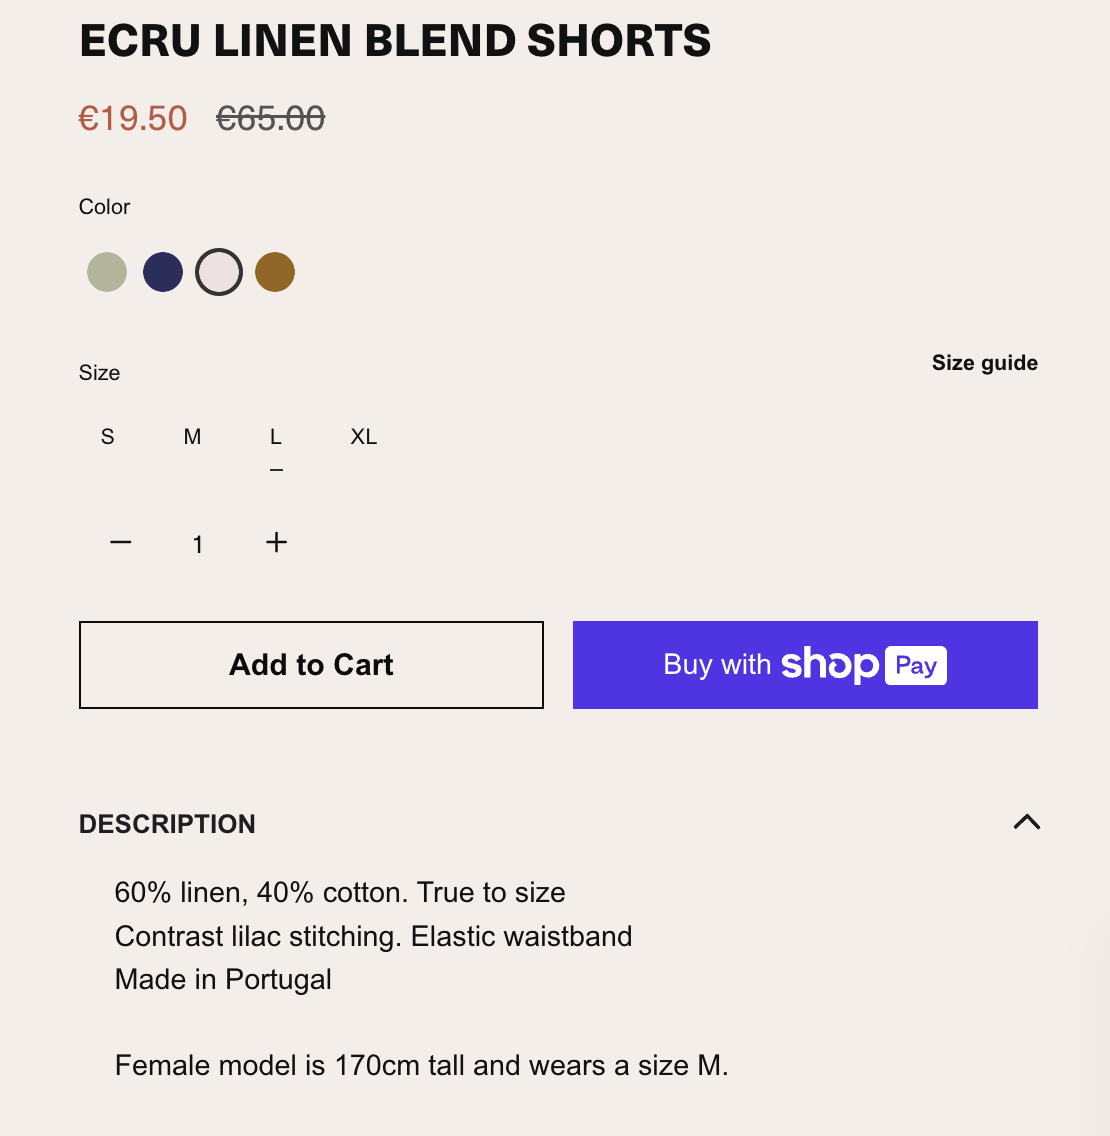 ECRU LINEN BLEND SHORTS
€19.50 €65.00
Color
Size guide
Size
S M L XL
− 1 +
Add to Cart
Buy with shop Pay
DESCRIPTION
60% linen, 40% cotton. True to size
Contrast lilac stitching. Elastic waistband
Made in Portugal
Female model is 170cm tall and wears a size M.